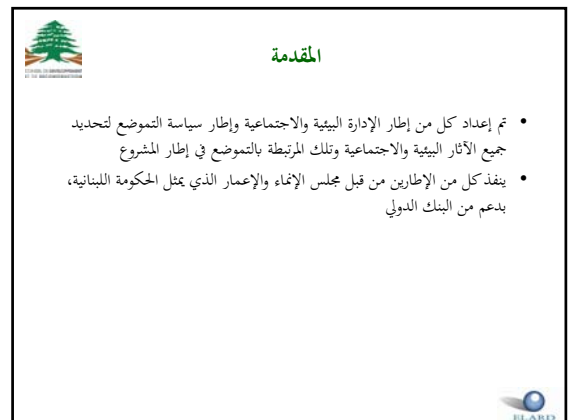 المقدمة
• تم إعداد كل من إطار الإدارة البيئية والاجتماعية وإطار سياسة التموضع لتحديد
جميع الآثار البيئية والاجتماعية وتلك المرتبطة بالتموضع في إطار المشروع
• ينفذ كل من الإطارين من قبل مجلس الإنماء والإعمار الذي يمثل الحكومة اللبنانية،
بدعم من البنك الدولي
ELARD